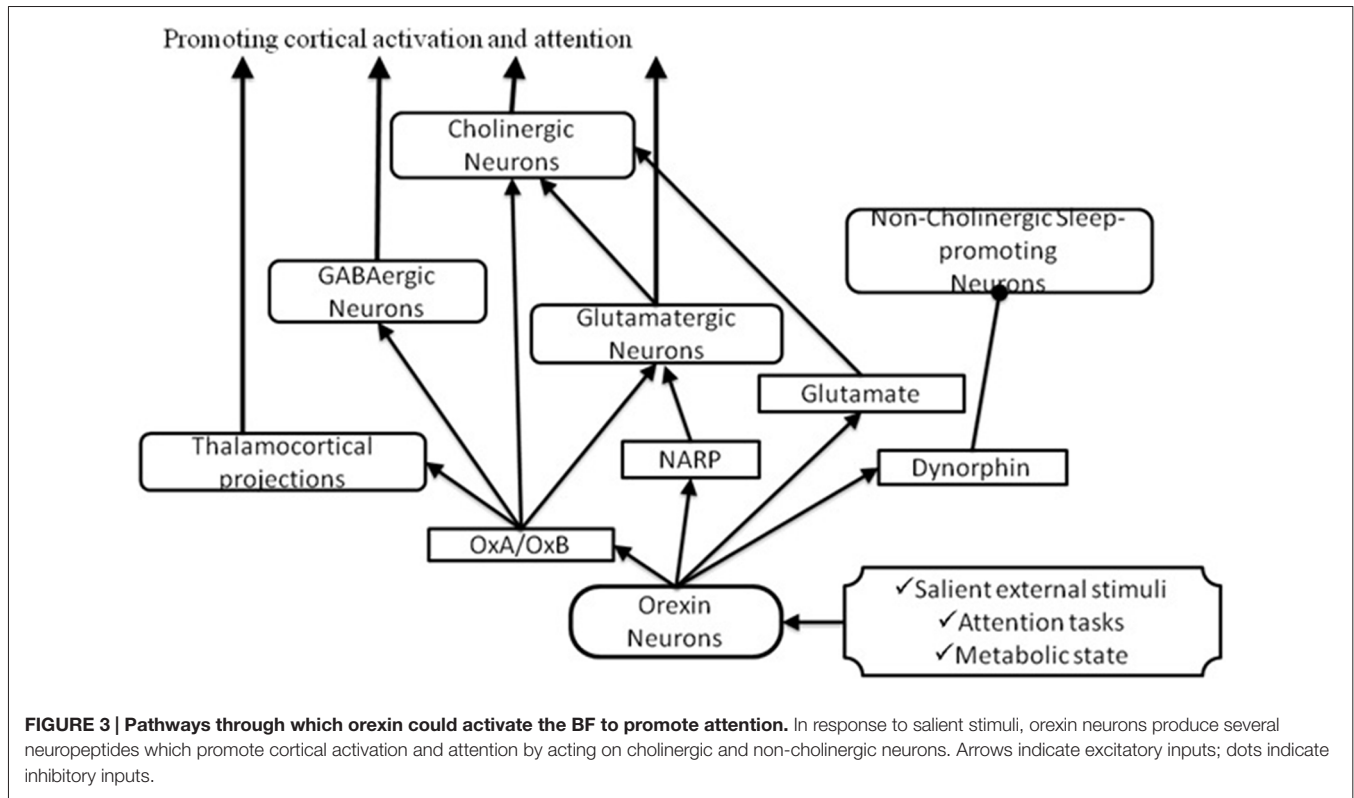 Promoting cortical activation and attention
Cholinergic
Neurons
Non-Cholinergic Sleep-
promoting
Neurons
GABAergic
Neurons
Glutamatergic
Neurons
Glutamate
Thalamocortical
projections
NARP
Dynorphin
OxA/OxB
Orexin
Neurons
✓Salient external stimuli
✓Attention tasks
✓Metabolic state
FIGURE 3 | Pathways through which orexin could activate the BF to promote attention. In response to salient stimuli, orexin neurons produce several
neuropeptides which promote cortical activation and attention by acting on cholinergic and non-cholinergic neurons. Arrows indicate excitatory inputs; dots indicate
inhibitory inputs.